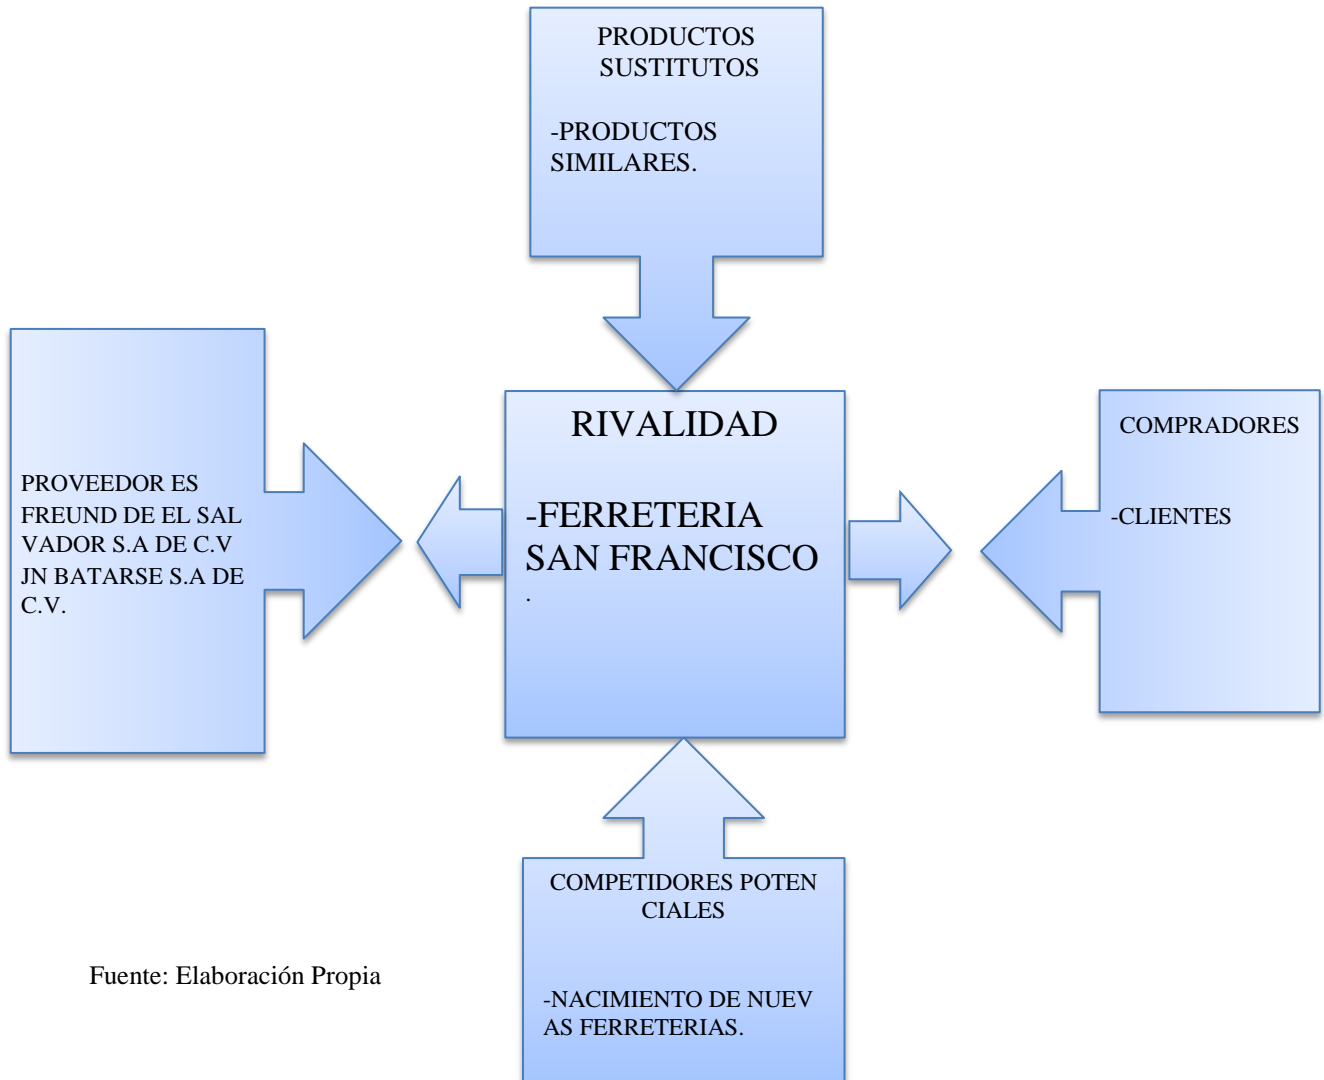 PRODUCTOS
SUSTITUTOS
-PRODUCTOS
SIMILARES.
PROVEEDOR ES
FREUND DE EL SAL
VADOR S.A DE C.V
JN BATARSE S.A DE
C.V.
RIVALIDAD
-FERRETERIA
SAN FRANCISCO
.
COMPRADORES
-CLIENTES
COMPETIDORES POTEN
CIALES
-NACIMIENTO DE NUEV
AS FERRETERIAS.
Fuente: Elaboración Propia